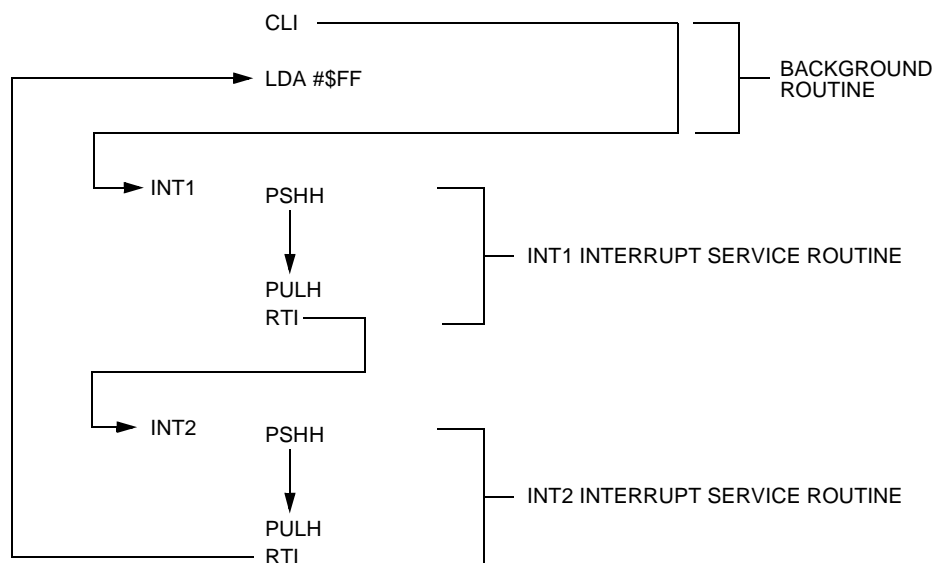 CLI
LDA #$FF
BACKGROUND
ROUTINE
INT1
PSHH
INT1 INTERRUPT SERVICE ROUTINE
PULH
RTI
INT2
PSHH
INT2 INTERRUPT SERVICE ROUTINE
PULH
RTI